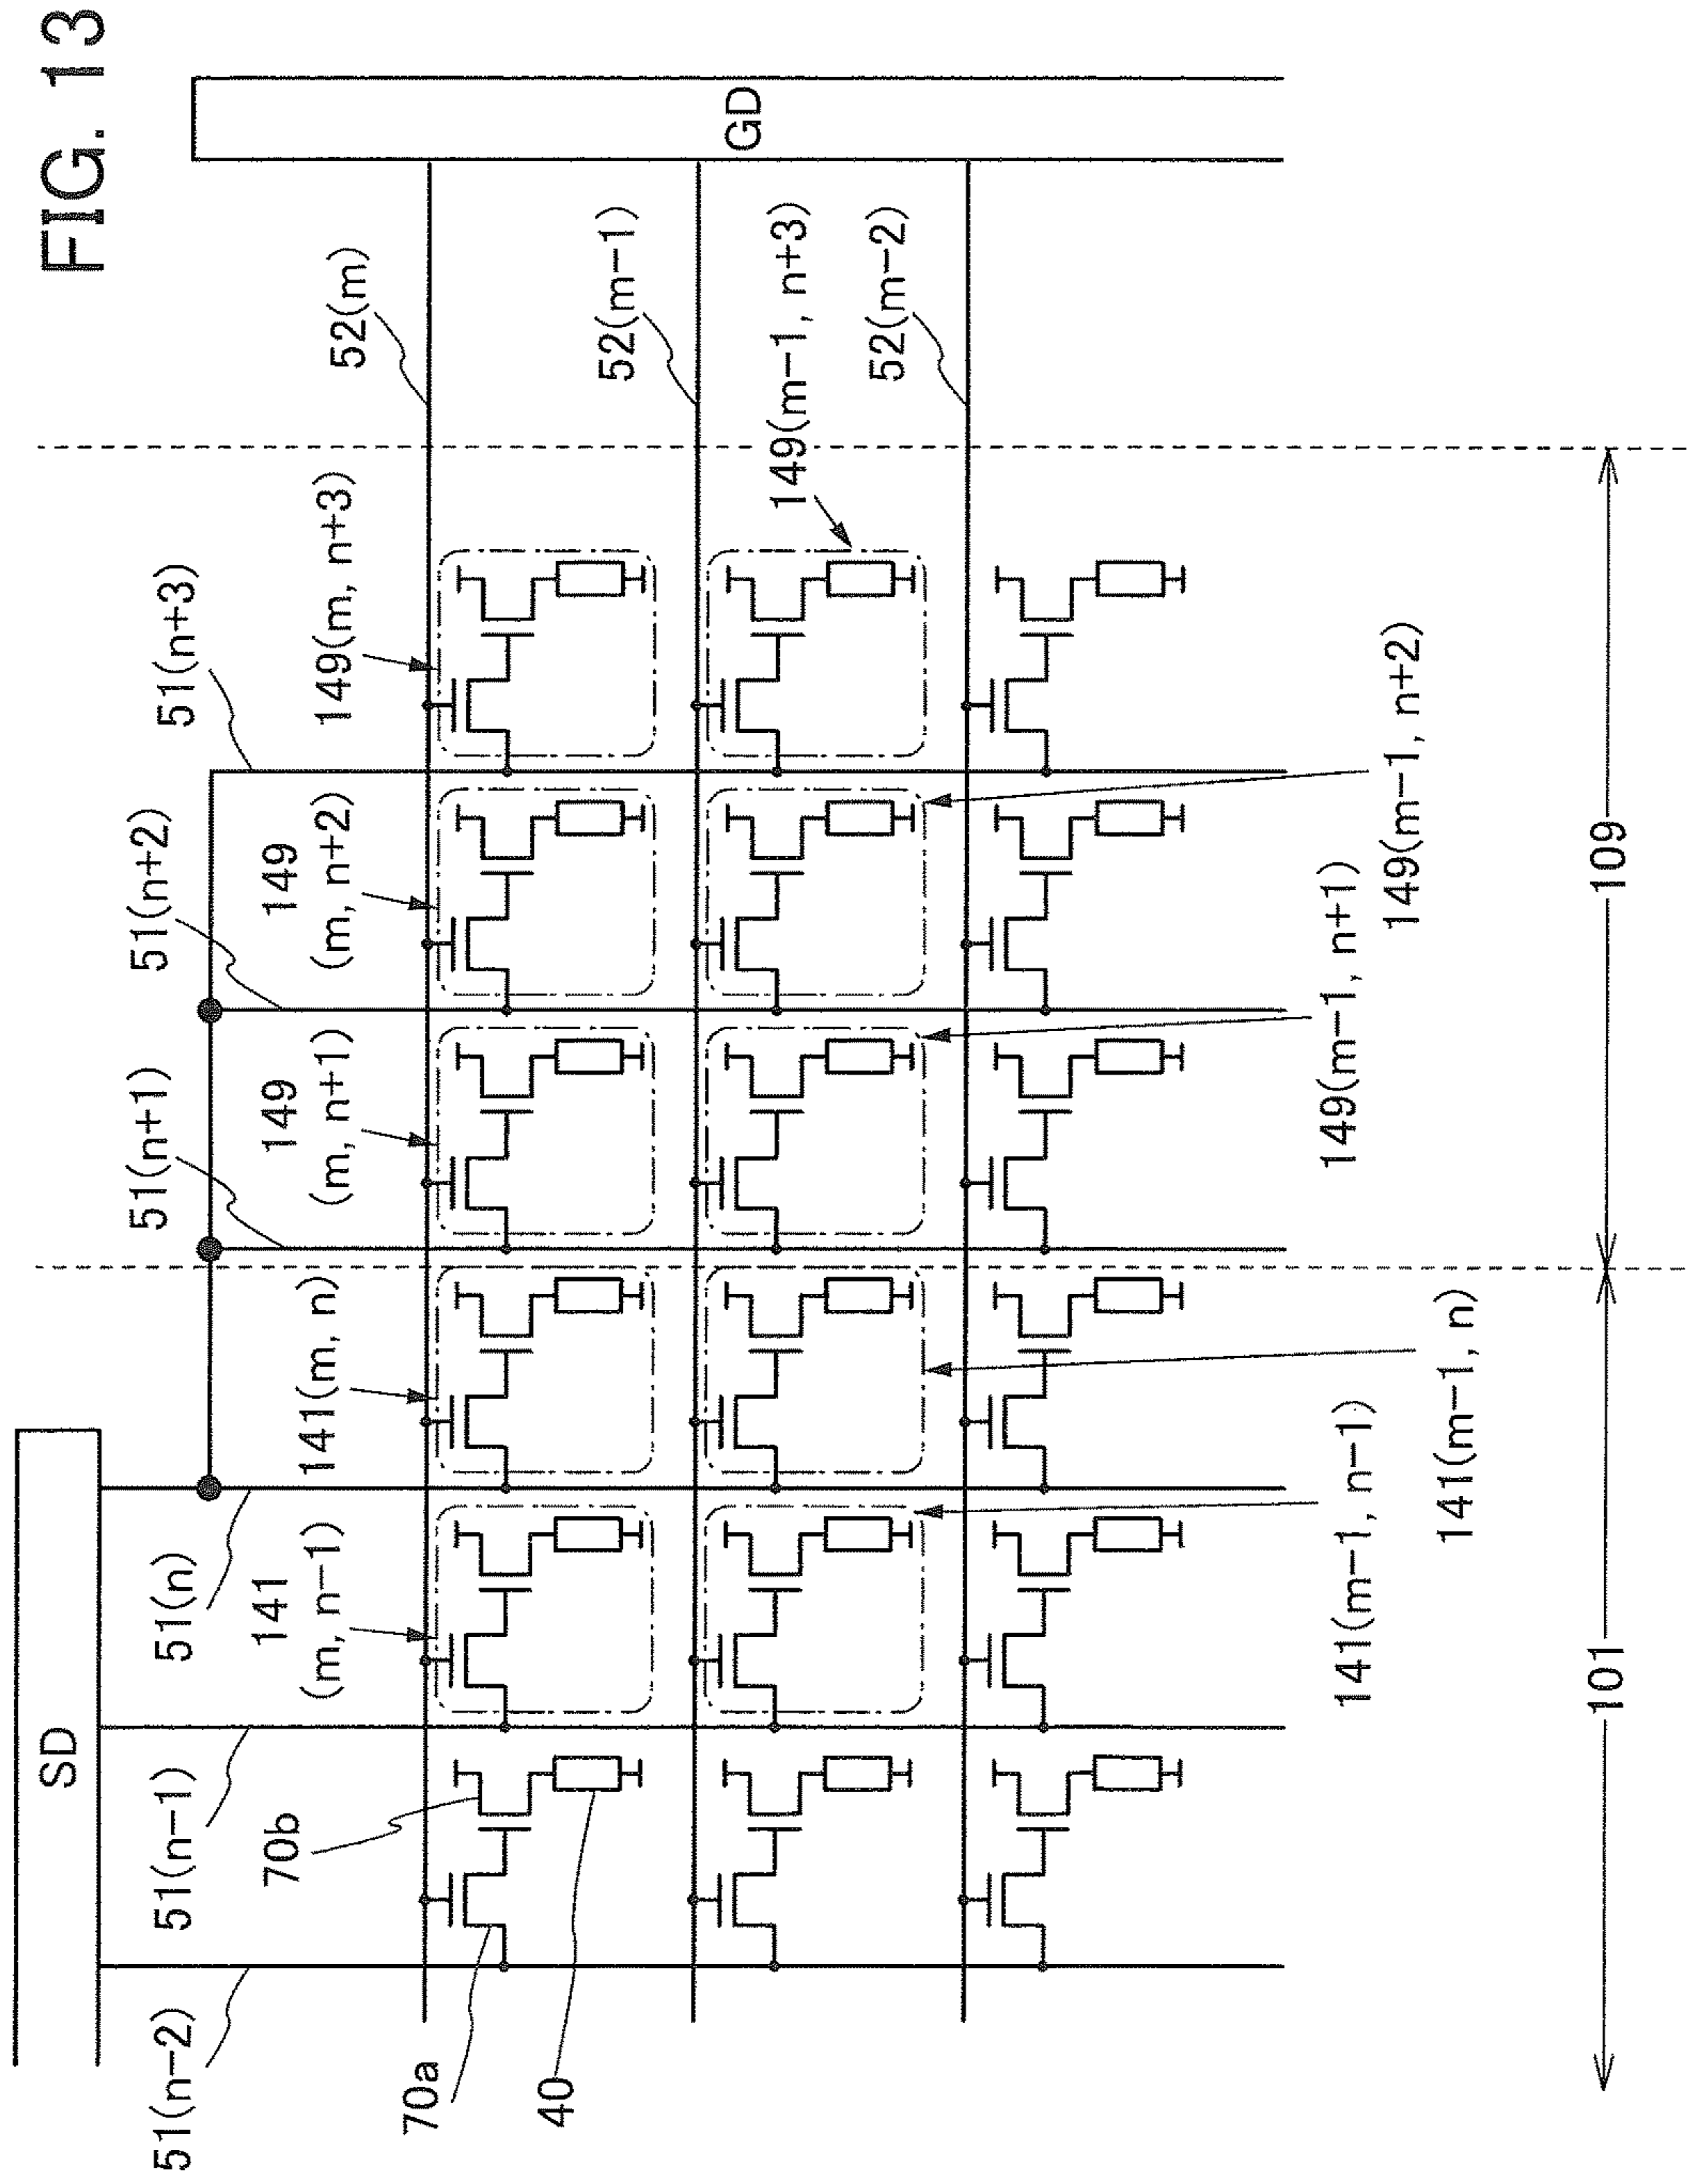 FIG. 13
SD
GD
51(n-2)
51(n-1)
51(n)
51(n+1)
51(n+2)
51(n+3)
52(m)
52(m-1)
52(m-2)
70a
70b
40
141
(m, n-1)
141(m, n)
149
(m, n+1)
149
(m, n+2)
149(m, n+3)
149(m-1, n+3)
141(m-1, n-1)
141(m-1, n)
149(m-1, n+1)
149(m-1, n+2)
101
109